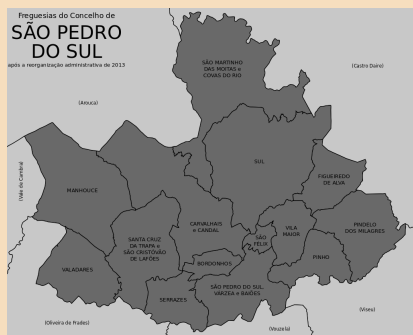 Freguesias do Concelho de
SÃO PEDRO
DO SUL
após a reorganização administrativa de 2013
SÃO MARTINHO
DAS MOITAS e
COVAS DO RIO
(Castro Daire)
(Arouca)
SUL
(Vale de Cambra)
MANHOUCE
FIGUEIREDO
DE ALVA
CARVALHAIS
e CANDAL
PINDELO
DOS MILAGRES
VILA
MAIOR
SÃO
FÉLIX
SANTA CRUZ
DA TRAPA e
SÃO CRISTÓVÃO
DE LAFÕES
BORDONHOS
PINHO
VALADARES
SÃO PEDRO DO SUL,
VÁRZEA e BAIÕES
SERRAZES
(Viseu)
(Oliveira de Frades)
(Vouzela)